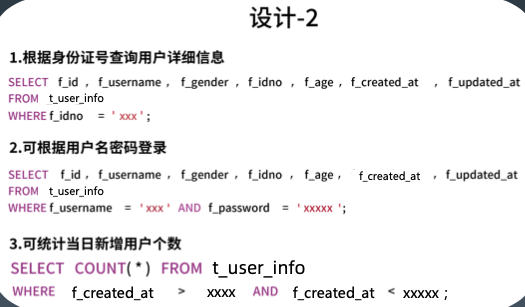 设计-2
1.根据身份证号查询用户详细信息
SELECT f_id , f_username , f_gender , f_idno , f_age , f_created_at , f_updated_at
FROM t_user_info
WHERE f_idno = 'xxx';
2.可根据用户名密码登录
SELECT f_id , f_username , f_gender , f_idno , f_age , f_created_at , f_updated_at
FROM t_user_info
WHERE f_username = 'xxx' AND f_password = 'xxxxx';
3.可统计当日新增用户个数
SELECT COUNT(*) FROM t_user_info
WHERE f_created_at > xxxx AND f_created_at < xxxxx ;